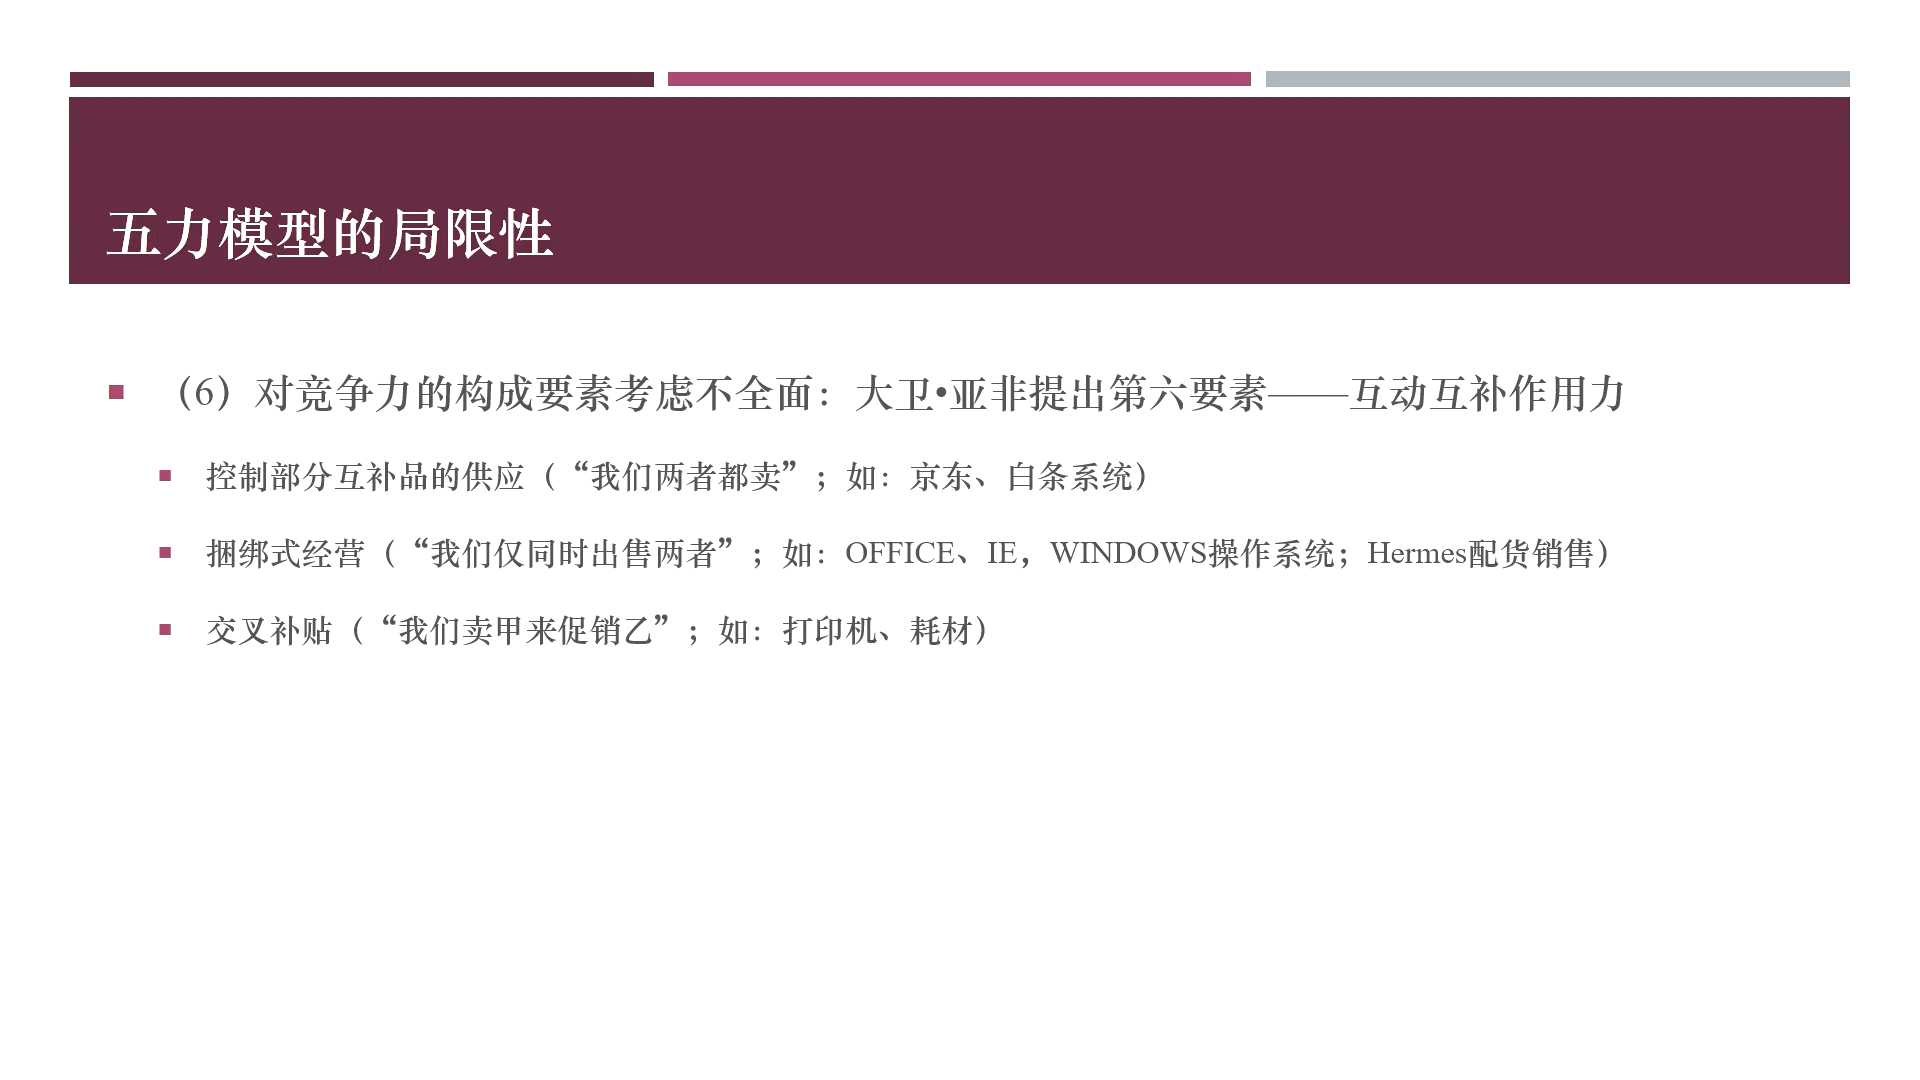 五力模型的局限性
（6）对竞争力的构成要素考虑不全面：大卫•亚非提出第六要素——互动互补作用力
控制部分互补品的供应（“我们两者都卖”；如：京东、白条系统）
捆绑式经营（“我们仅同时出售两者”；如：OFFICE、IE，WINDOWS操作系统；Hermes配货销售）
交叉补贴（“我们卖甲来促销乙”；如：打印机、耗材）